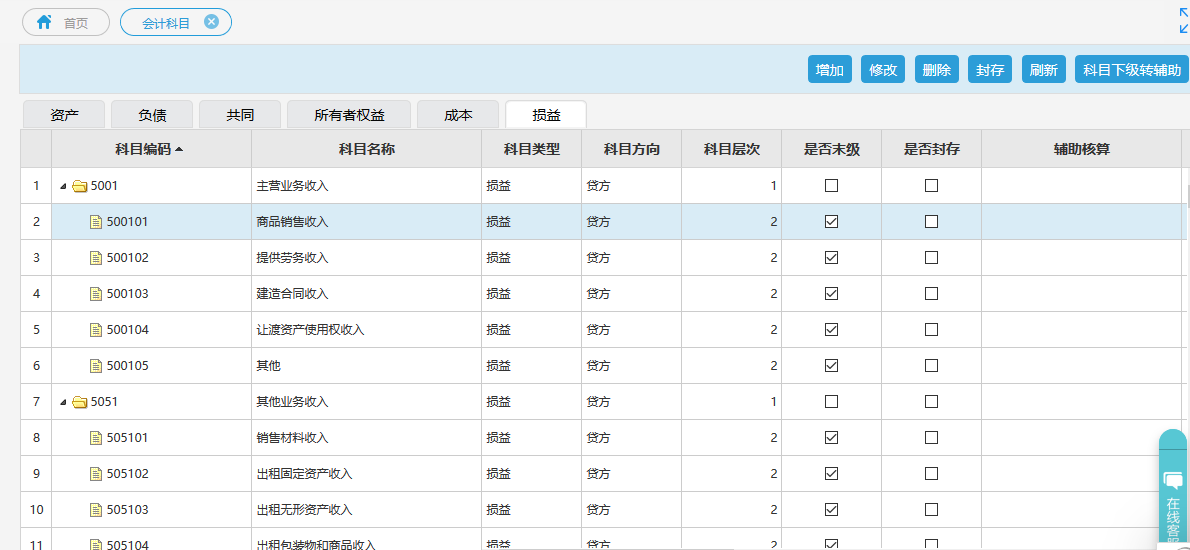 首页 会计科目
增加 修改 删除 封存 刷新 科目下级转辅助
资产 负债 共同 所有者权益 成本 损益
科目编码 科目名称 科目类型 科目方向 科目层次 是否末级 是否封存 辅助核算
1 5001 主营业务收入 损益 贷方 1
2 500101 商品销售收入 损益 贷方 2
3 500102 提供劳务收入 损益 贷方 2
4 500103 建造合同收入 损益 贷方 2
5 500104 让渡资产使用权收入 损益 贷方 2
6 500105 其他 损益 贷方 2
7 5051 其他业务收入 损益 贷方 1
8 505101 销售材料收入 损益 贷方 2
9 505102 出租固定资产收入 损益 贷方 2
10 505103 出租无形资产收入 损益 贷方 2
11 505104 出租包装物和商品收入 损益 贷方 2
在线客服